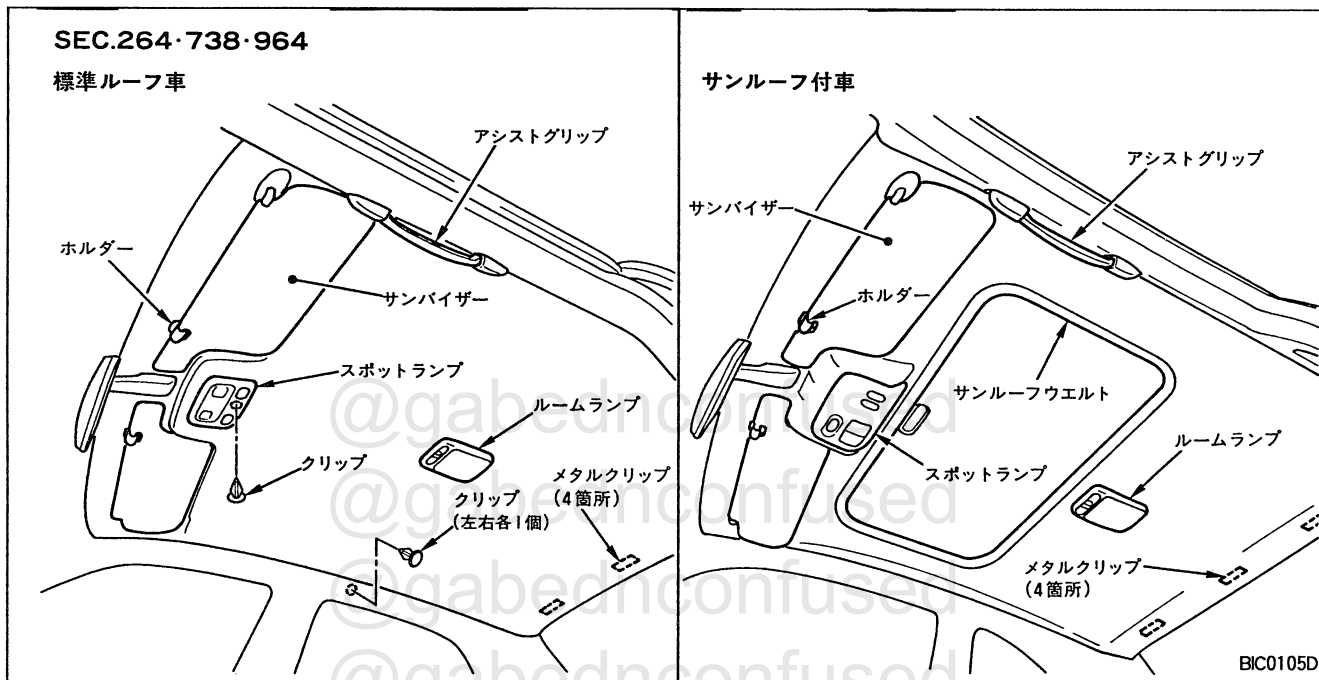 SEC.264·738·964
標準ルーフ車
アシストグリップ
ホルダー
サンバイザー
スポットランプ
ルームランプ
クリップ
クリップ
(左右各1個)
メタルクリップ
(4箇所)
サンルーフ付車
アシストグリップ
サンバイザー
ホルダー
サンルーフウエルト
スポットランプ
ルームランプ
メタルクリップ
(4箇所)
BIC0105D
@gabednconfused
@gabednconfused
@gabednconfused
@gabednconfused